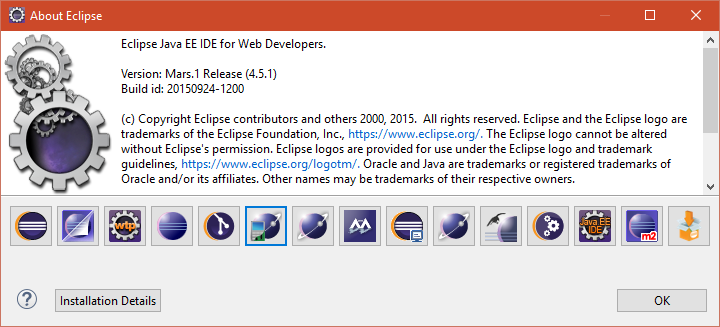 About Eclipse
Eclipse Java EE IDE for Web Developers.
Version: Mars.1 Release (4.5.1)
Build id: 20150924-1200
(c) Copyright Eclipse contributors and others 2000, 2015.  All rights reserved. Eclipse and the Eclipse logo are
trademarks of the Eclipse Foundation, Inc., https://www.eclipse.org/. The Eclipse logo cannot be altered
without Eclipse's permission. Eclipse logos are provided for use under the Eclipse logo and trademark
guidelines, https://www.eclipse.org/logotm/. Oracle and Java are trademarks or registered trademarks of
Oracle and/or its affiliates. Other names may be trademarks of their respective owners.
wtp
Java EE
IDE
m2
?
Installation Details
OK